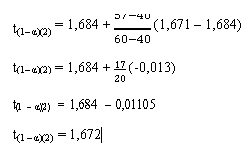 t(1−α)(2) = 1,684 + 57−40/60−40 (1,671 − 1,684)
t(1−α)(2) = 1,684 + 17/20 (-0,013)
t(1 − α)(2) = 1,684 − 0,01105
t(1−α)(2) = 1,672